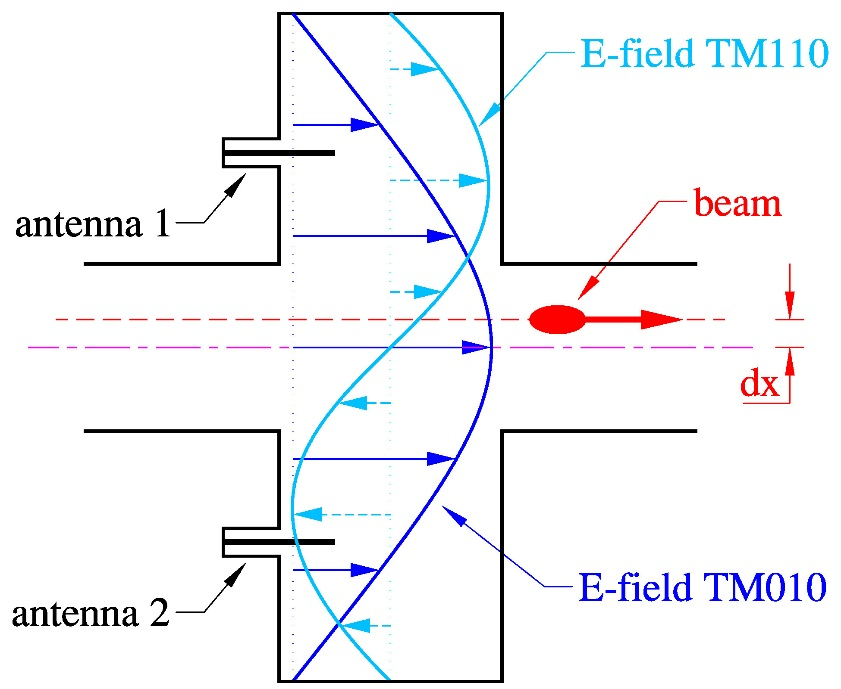 E-field TM110
beam
antenna 1
dx
E-field TM010
antenna 2